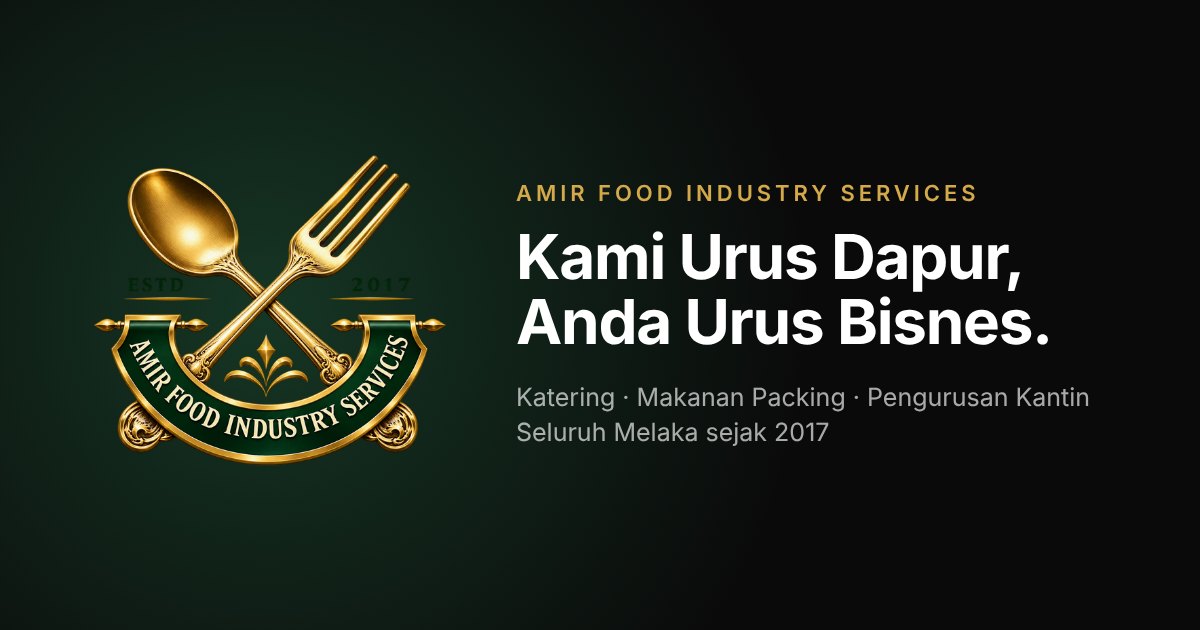 ESTD 2017
AMIR FOOD INDUSTRY SERVICES
AMIR FOOD INDUSTRY SERVICES
Kami Urus Dapur,
Anda Urus Bisnes.
Katering · Makanan Packing · Pengurusan Kantin
Seluruh Melaka sejak 2017